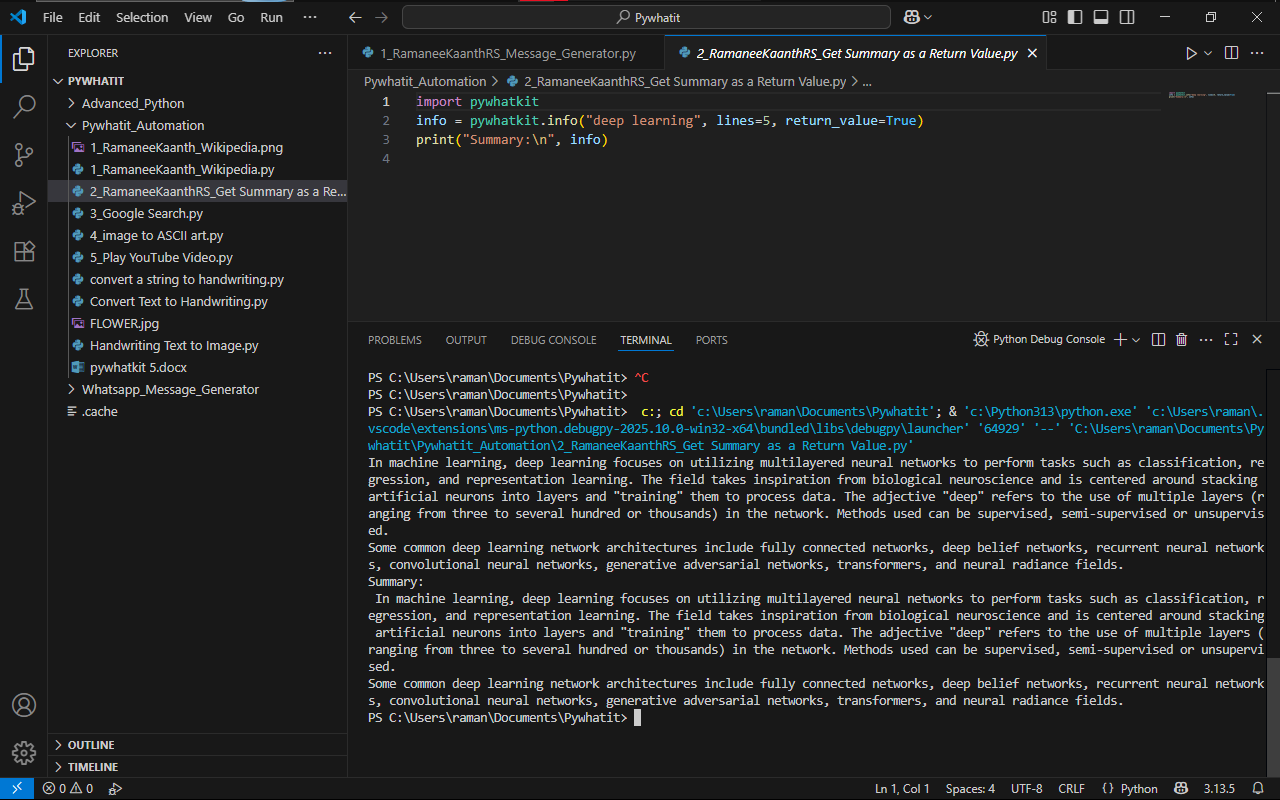 File Edit Selection View Go Run ··· Pywhatit
EXPLORER ···
PYWHATIT
Advanced_Python
Pywhatit_Automation
1_RamaneeKaanth_Wikipedia.png
1_RamaneeKaanth_Wikipedia.py
2_RamaneeKaanthRS_Get Summary as a Re...
3_Google Search.py
4_image to ASCII art.py
5_Play YouTube Video.py
convert a string to handwriting.py
Convert Text to Handwriting.py
FLOWER.jpg
Handwriting Text to Image.py
pywhatkit 5.docx
Whatsapp_Message_Generator
.cache
OUTLINE
TIMELINE
1_RamaneeKaanthRS_Message_Generator.py 2_RamaneeKaanthRS_Get Summary as a Return Value.py
Pywhatit_Automation > 2_RamaneeKaanthRS_Get Summary as a Return Value.py > ...
1 import pywhatkit
2 info = pywhatkit.info("deep learning", lines=5, return_value=True)
3 print("Summary:\n", info)
4
PROBLEMS OUTPUT DEBUG CONSOLE TERMINAL PORTS Python Debug Console
PS C:\Users\raman\Documents\Pywhatit> ^C
PS C:\Users\raman\Documents\Pywhatit>
PS C:\Users\raman\Documents\Pywhatit>  c:; cd 'c:\Users\raman\Documents\Pywhatit'; & 'c:\Python313\python.exe' 'c:\Users\raman\.
vscode\extensions\ms-python.debugpy-2025.10.0-win32-x64\bundled\libs\debugpy\launcher' '64929' '--' 'C:\Users\raman\Documents\Py
whatit\Pywhatit_Automation\2_RamaneeKaanthRS_Get Summary as a Return Value.py'
In machine learning, deep learning focuses on utilizing multilayered neural networks to perform tasks such as classification, re
gression, and representation learning. The field takes inspiration from biological neuroscience and is centered around stacking
artificial neurons into layers and "training" them to process data. The adjective "deep" refers to the use of multiple layers (r
anging from three to several hundred or thousands) in the network. Methods used can be supervised, semi-supervised or unsupervis
ed.
Some common deep learning network architectures include fully connected networks, deep belief networks, recurrent neural network
s, convolutional neural networks, generative adversarial networks, transformers, and neural radiance fields.
Summary:
 In machine learning, deep learning focuses on utilizing multilayered neural networks to perform tasks such as classification, r
egression, and representation learning. The field takes inspiration from biological neuroscience and is centered around stacking
 artificial neurons into layers and "training" them to process data. The adjective "deep" refers to the use of multiple layers (
ranging from three to several hundred or thousands) in the network. Methods used can be supervised, semi-supervised or unsupervi
sed.
Some common deep learning network architectures include fully connected networks, deep belief networks, recurrent neural network
s, convolutional neural networks, generative adversarial networks, transformers, and neural radiance fields.
PS C:\Users\raman\Documents\Pywhatit>
0 0 Ln 1, Col 1 Spaces: 4 UTF-8 CRLF {} Python 3.13.5